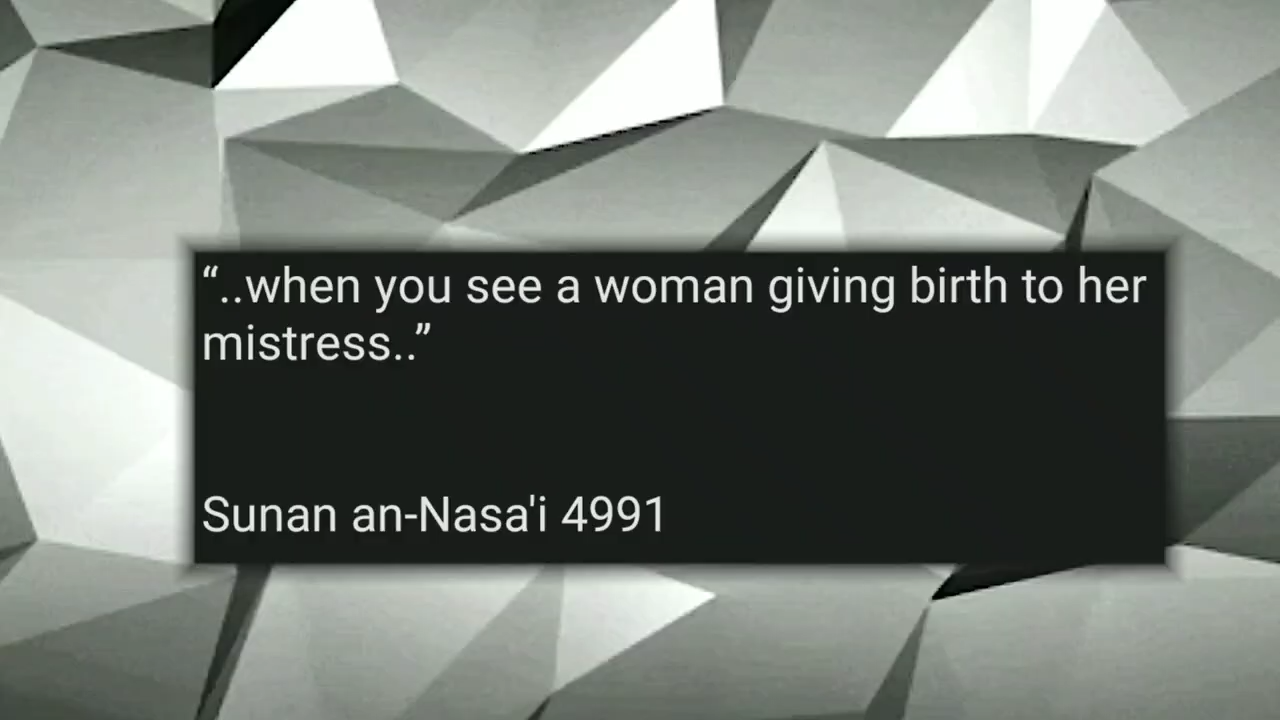 “..when you see a woman giving birth to her
mistress..”
Sunan an-Nasa'i 4991